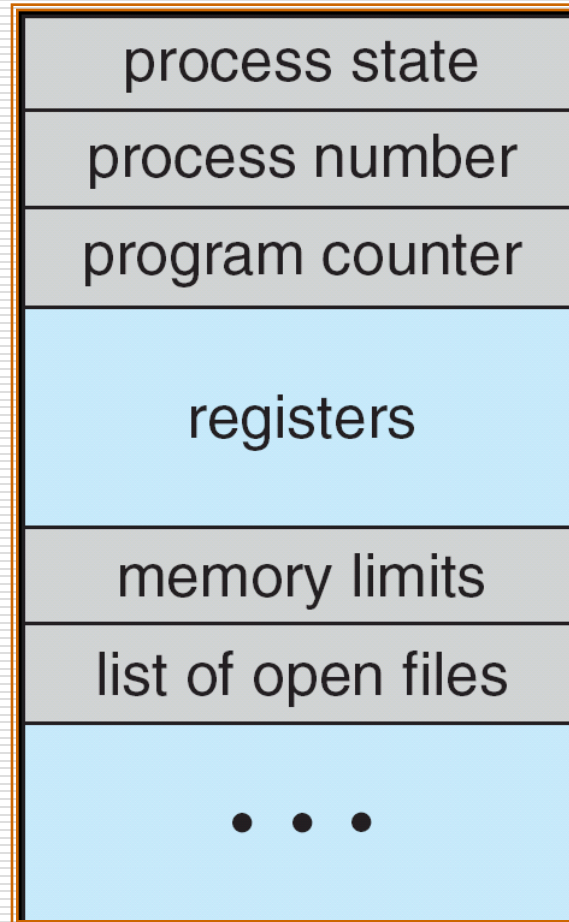 process state
process number
program counter
registers
memory limits
list of open files
• • •